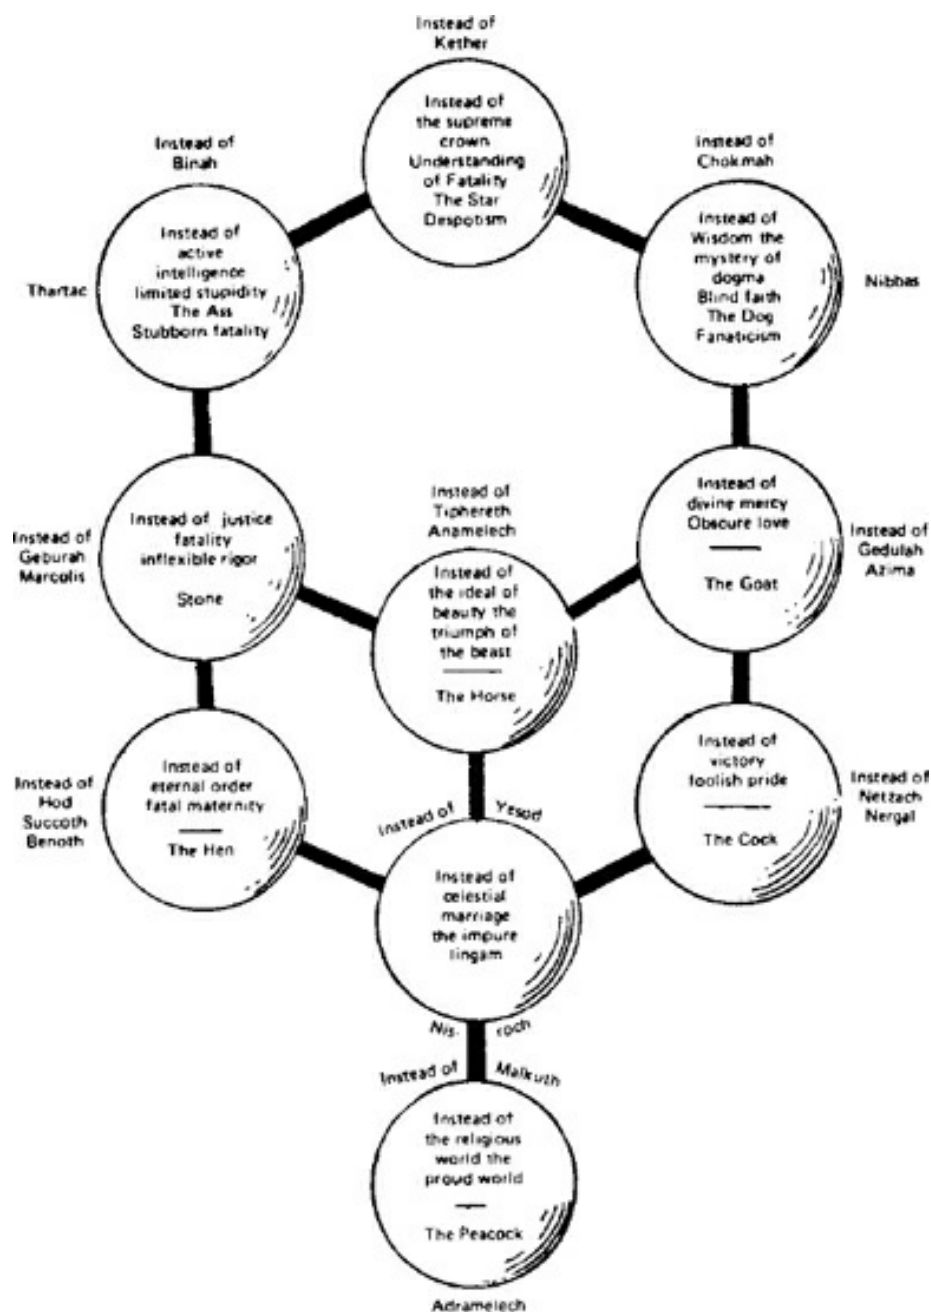 Instead of
Kether
Instead of
the supreme
crown
Understanding
of Fatality
The Star
Despotism
Instead of
Binah
Thartac
Instead of
active
intelligence
limited stupidity
The Ass
Stubborn fatality
Instead of
Chokmah
Instead of
Wisdom the
mystery of
dogma
Blind faith
The Dog
Fanaticism
Nibbas
Instead of
Geburah
Marcolis
Instead of justice
fatality
inflexible rigor
Stone
Instead of
Tiphereth
Anamelech
Instead of
the ideal of
beauty the
triumph of
the beast
The Horse
Instead of
divine mercy
Obscure love
The Goat
Instead of
Gedulah
Azima
Instead of
Hod
Succoth
Benoth
Instead of
eternal order
fatal maternity
The Hen
Instead of
victory
foolish pride
The Cock
Instead of
Netzach
Nergal
Instead of Yesod
Instead of
celestial
marriage
the impure
lingam
Nis- roch
Instead of Malkuth
Instead of
the religious
world the
proud world
The Peacock
Adramelech